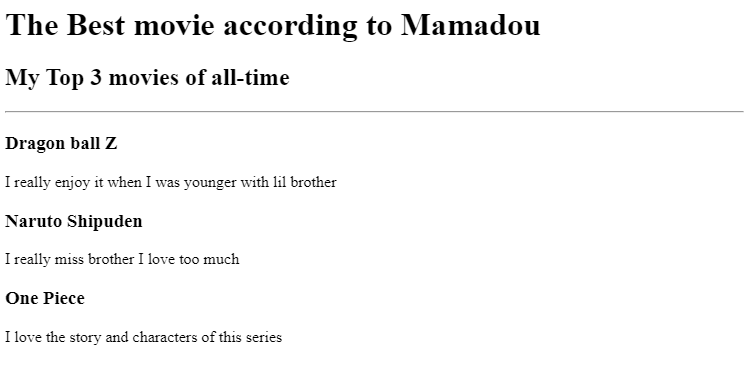 The Best movie according to Mamadou
My Top 3 movies of all-time
Dragon ball Z
I really enjoy it when I was younger with lil brother
Naruto Shipuden
I really miss brother I love too much
One Piece
I love the story and characters of this series